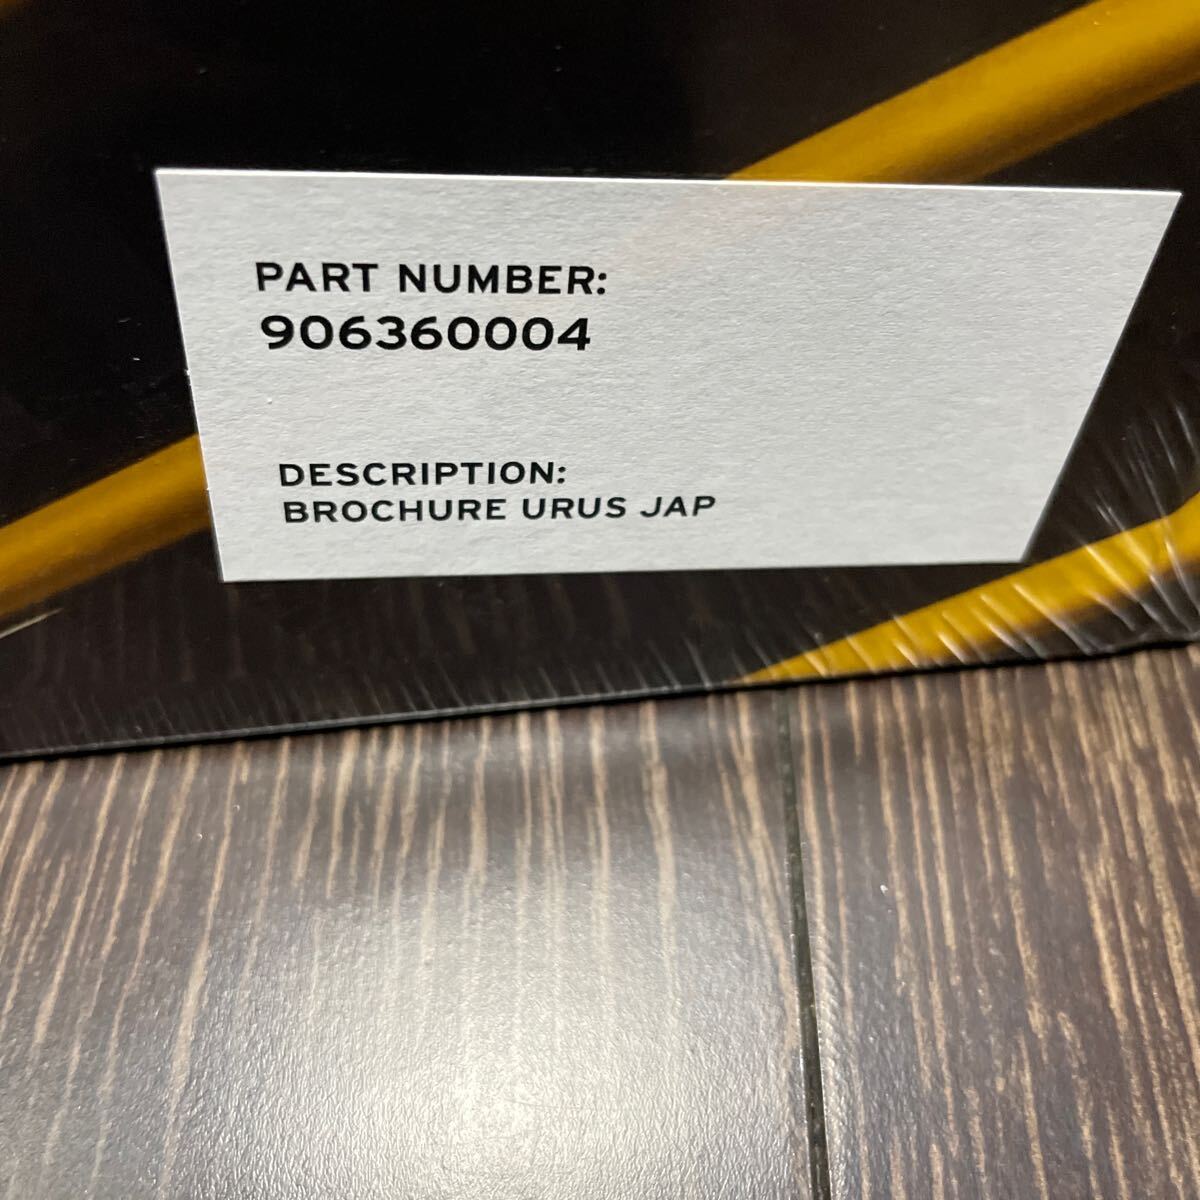 PART NUMBER:
906360004
DESCRIPTION:
BROCHURE URUS JAP